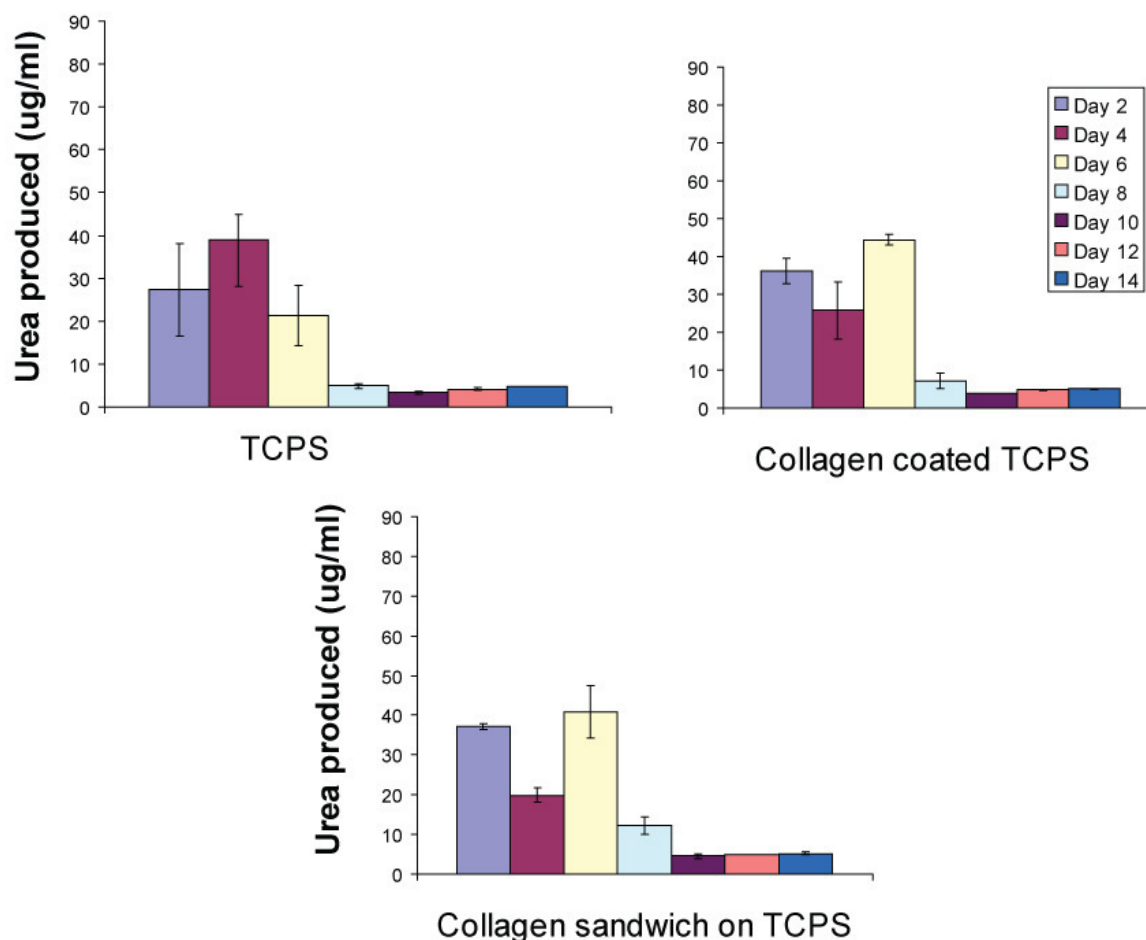 Urea produced (ug/ml)
90
80
70
60
50
40
30
20
10
0
TCPS
90
80
70
60
50
40
30
20
10
0
Collagen coated TCPS
Day 2
Day 4
Day 6
Day 8
Day 10
Day 12
Day 14
Urea produced (ug/ml)
90
80
70
60
50
40
30
20
10
0
Collagen sandwich on TCPS